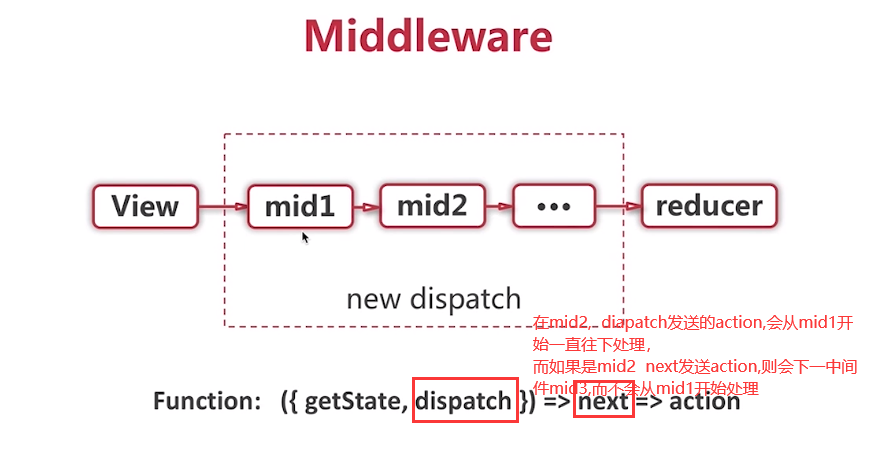 Middleware
View
mid1
mid2
•••
reducer
new dispatch
在mid2，diapatch发送的action,会从mid1开
始一直往下处理，
而如果是mid2 next发送action,则会下一中间
件mid3,而不会从mid1开始处理
Function: ({ getState, dispatch }) => next => action